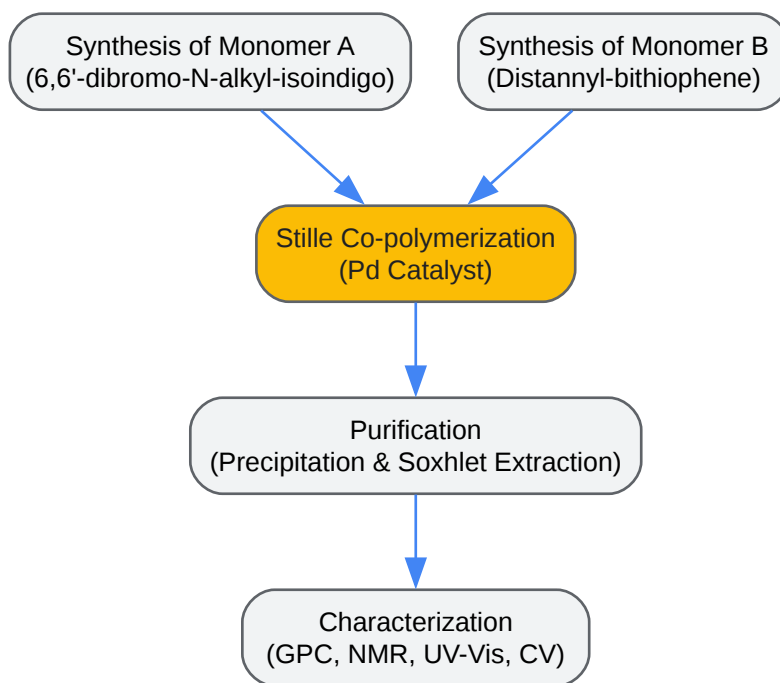 Synthesis of Monomer A
(6,6'-dibromo-N-alkyl-isoindigo)
Synthesis of Monomer B
(Distannyl-bithiophene)
Stille Co-polymerization
(Pd Catalyst)
Purification
(Precipitation & Soxhlet Extraction)
Characterization
(GPC, NMR, UV-Vis, CV)